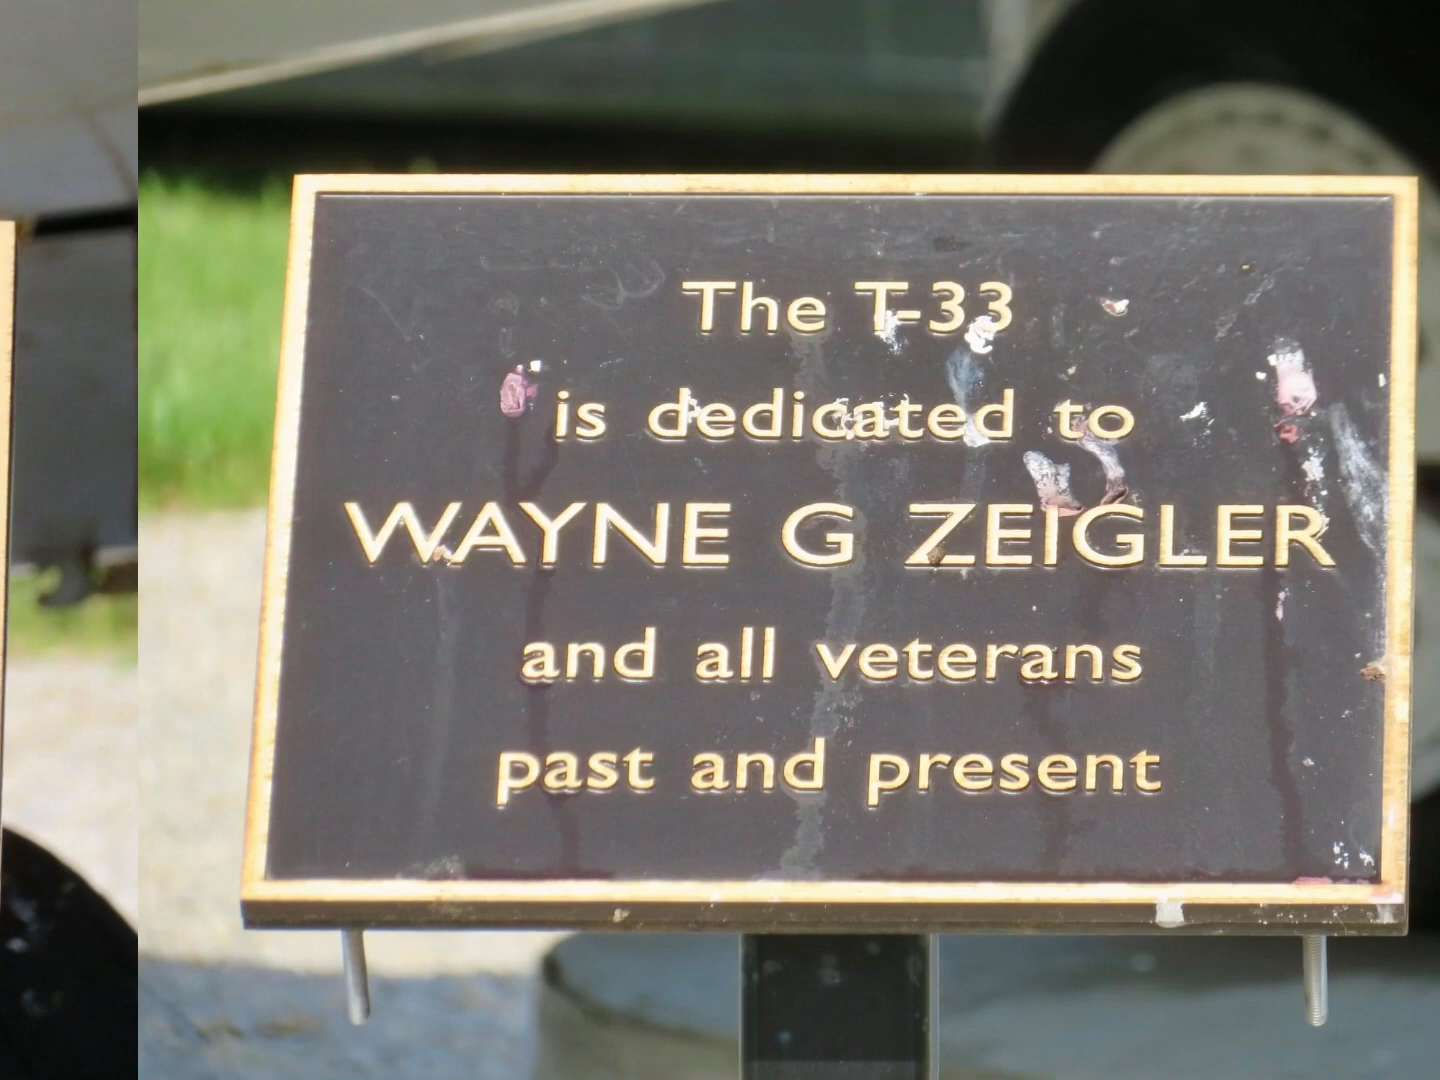 The T-33
is dedicated to
WAYNE G ZEIGLER
and all veterans
past and present